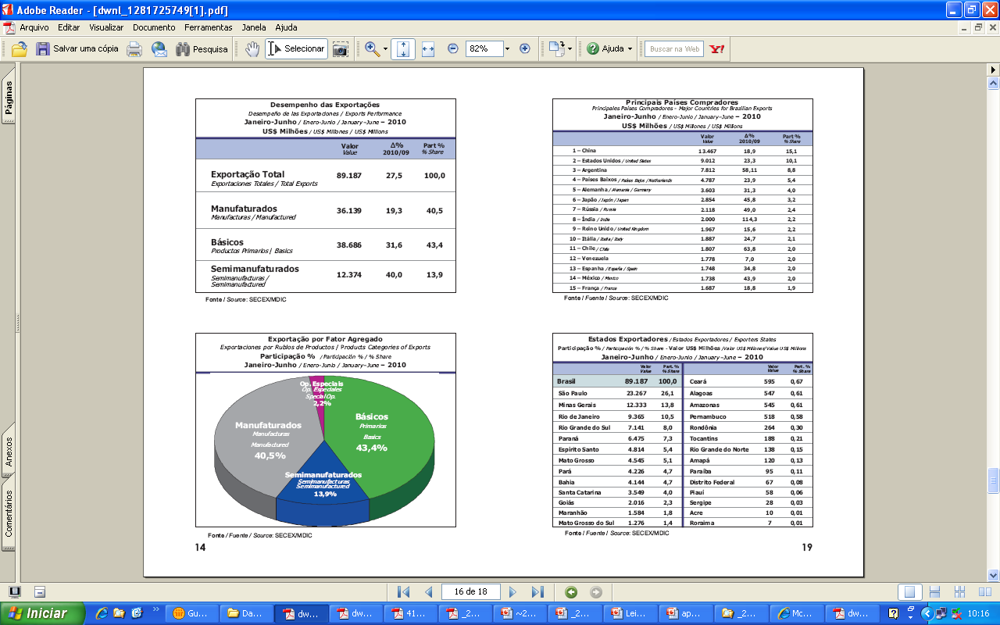 Adobe Reader - [dwnl_1281725749[1].pdf]
Arquivo Editar Visualizar Documento Ferramentas Janela Ajuda
Salvar uma cópia Pesquisa Selecionar 82% Ajuda Buscar na Web Y!
Páginas
Anexos
Comentários
Desempenho das Exportações
Desempeño de las Exportaciones / Exports Performance
Janeiro-Junho / Enero-Junio / January-June – 2010
US$ Milhões / US$ Millones / US$ Millions
Valor Δ% Part %
Value 2010/09 % Share
Exportação Total 89.187 27,5 100,0
Exportaciones Totales / Total Exports
Manufaturados 36.139 19,3 40,5
Manufacturas / Manufactured
Básicos 38.686 31,6 43,4
Productos Primarios| Basics
Semimanufaturados 12.374 40,0 13,9
Semimanufacturas /
Semimanufactured
Fonte / Source: SECEX/MDIC
Principais Países Compradores
Principales Países Compradores - Major Countries for Brazilian Exports
Janeiro-Junho / Enero-Junio / January-June – 2010
US$ Milhões / US$ Millones / US$ Millions
Valor Δ% Part %
Value 2010/09 % Share
1 – China 13.467 18,9 15,1
2 – Estados Unidos / United States 9.012 23,3 10,1
3 – Argentina 7.812 58,11 8,8
4 – Países Baixos / Países Bajos / Netherlands 4.787 23,9 5,4
5 – Alemanha / Alemania / Germany 3.603 31,3 4,0
6 – Japão / Japón / Japan 2.854 45,8 3,2
7 – Rússia / Russia 2.118 49,0 2,4
8 – Índia / India 2.000 114,3 2,2
9 – Reino Unido / United Kingdom 1.967 15,6 2,2
10 – Itália / Italia / Italy 1.887 24,7 2,1
11 – Chile / Chile 1.807 63,8 2,0
12 – Venezuela 1.778 7,0 2,0
13 – Espanha / España / Spain 1.748 34,8 2,0
14 – México / Mexico 1.738 43,9 2,0
15 – França / France 1.687 18,8 1,9
Fonte / Fuente / Source: SECEX/MDIC
Exportação por Fator Agregado
Exportaciones por Rublos de Productos / Products Categories of Exports
Participação % / Participación % / % Share
Janeiro-Junho / Enero-Junio / January-June – 2010
Op. Especiais
Op. Especiales
Special Op.
2,2%
Básicos
Primarios
Basics
43,4%
Manufaturados
Manufacturas
Manufactured
40,5%
Semimanufaturados
Semimanufacturas
Semimanufactured
13,9%
Fonte / Fuente / Source: SECEX/MDIC
14
Estados Exportadores / Estados Exportadores / Exporters States
Participação % / Participación % / % Share - Valor US$ Milhões /Valor US$ Millones/Value US$ Millions
Janeiro-Junho / Enero-Junio / January-June – 2010
Valor Part. % Valor Part. %
Value % Share Value % Share
Brasil 89.187 100,0 Ceará 595 0,67
São Paulo 23.267 26,1 Alagoas 547 0,61
Minas Gerais 12.333 13,8 Amazonas 545 0,61
Rio de Janeiro 9.365 10,5 Pernambuco 518 0,58
Rio Grande do Sul 7.141 8,0 Rondônia 264 0,30
Paraná 6.475 7,3 Tocantins 188 0,21
Espírito Santo 4.814 5,4 Rio Grande do Norte 138 0,15
Mato Grosso 4.545 5,1 Amapá 120 0,13
Pará 4.226 4,7 Paraíba 95 0,11
Bahia 4.144 4,7 Distrito Federal 67 0,08
Santa Catarina 3.549 4,0 Piauí 58 0,06
Goiás 2.016 2,3 Sergipe 28 0,03
Maranhão 1.584 1,8 Acre 10 0,01
Mato Grosso do Sul 1.276 1,4 Roraima 7 0,01
Fonte / Fuente / Source: SECEX/MDIC
19
16 de 18
Iniciar Gu... Da... dw... dw... 41... _2... ~2... _2... Lei... ap... _2... Mc... dw... 10:16